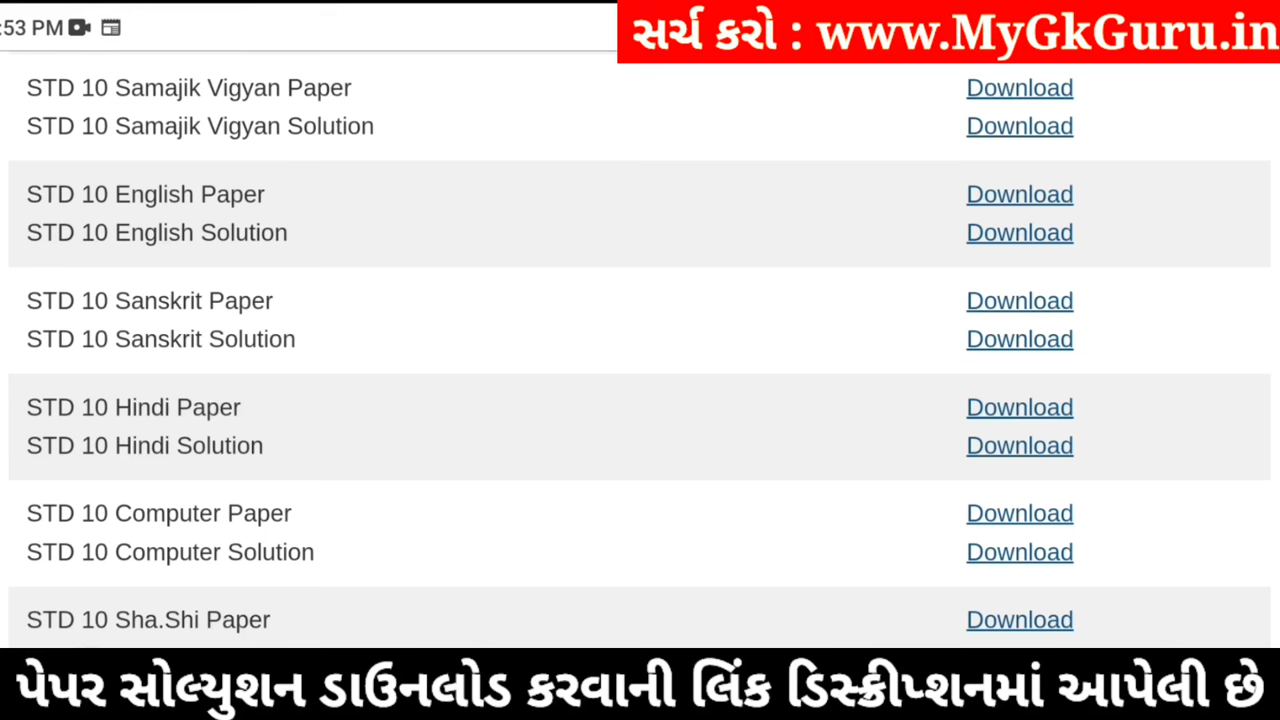 :53 PM
સર્ચ કરો : www.MyGkGuru.in
STD 10 Samajik Vigyan Paper Download
STD 10 Samajik Vigyan Solution Download
STD 10 English Paper Download
STD 10 English Solution Download
STD 10 Sanskrit Paper Download
STD 10 Sanskrit Solution Download
STD 10 Hindi Paper Download
STD 10 Hindi Solution Download
STD 10 Computer Paper Download
STD 10 Computer Solution Download
STD 10 Sha.Shi Paper Download
પેપર સોલ્યુશન ડાઉનલોડ કરવાની લિંક ડિસ્ક્રીપ્શનમાં આપેલી છે